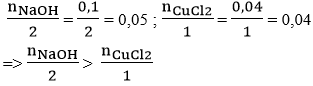 n_NaOH/2 = 0,1/2 = 0,05 ; n_CuCl2/1 = 0,04/1 = 0,04
=> n_NaOH/2 > n_CuCl2/1